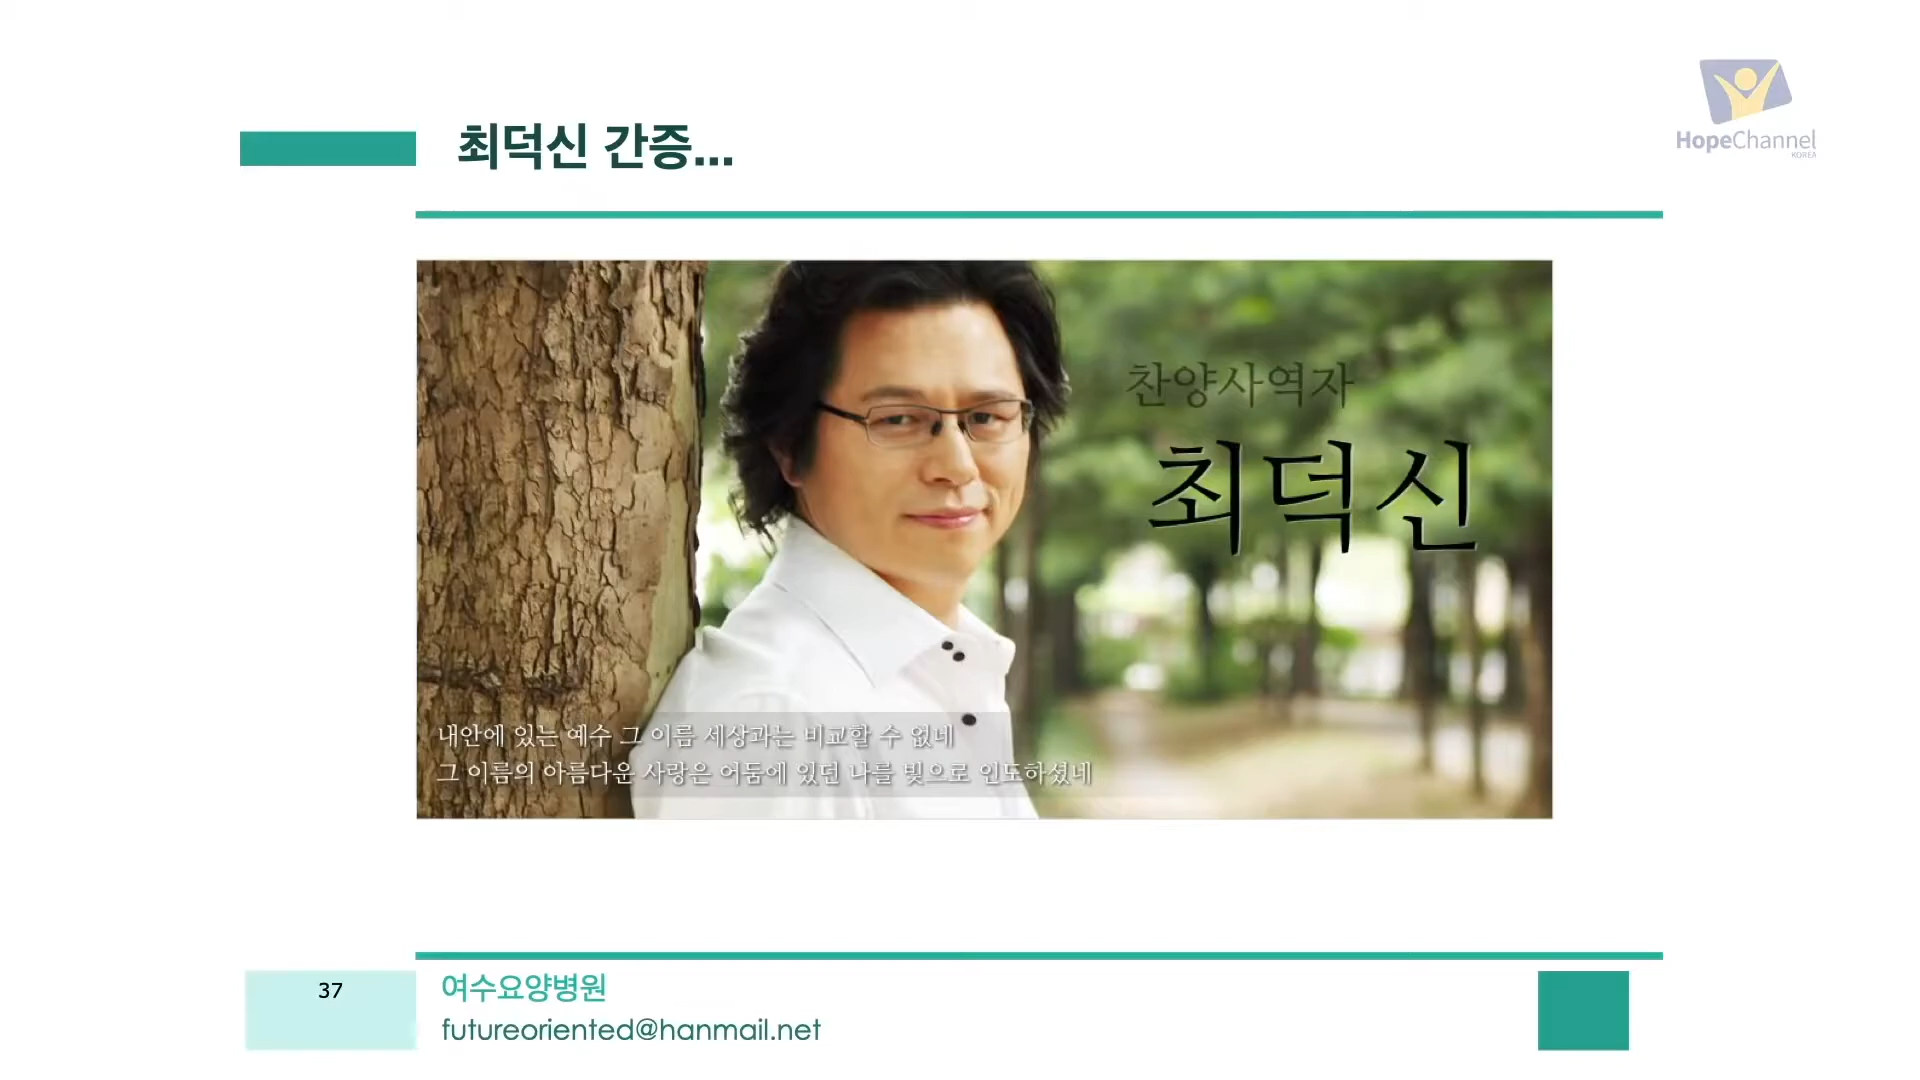 최덕신 간증...
HopeChannel
KOREA
찬양사역자
최덕신
내안에 있는 예수 그 이름 세상과는 비교할 수 없네
그 이름의 아름다운 사랑은 어둠에 있던 나를 빛으로 인도하셨네
37
여수요양병원
futureoriented@hanmail.net